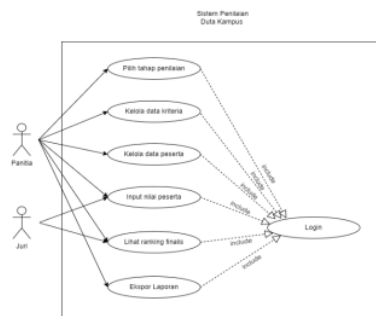 Sistem Penilaian
Duta Kampus
Pilih tahap penilaian
Kelola data kriteria
Kelola data peserta
Input nilai peserta
Lihat ranking finalis
Ekspor Laporan
Login
Panitia
Juri
include
include
include
include
include
include